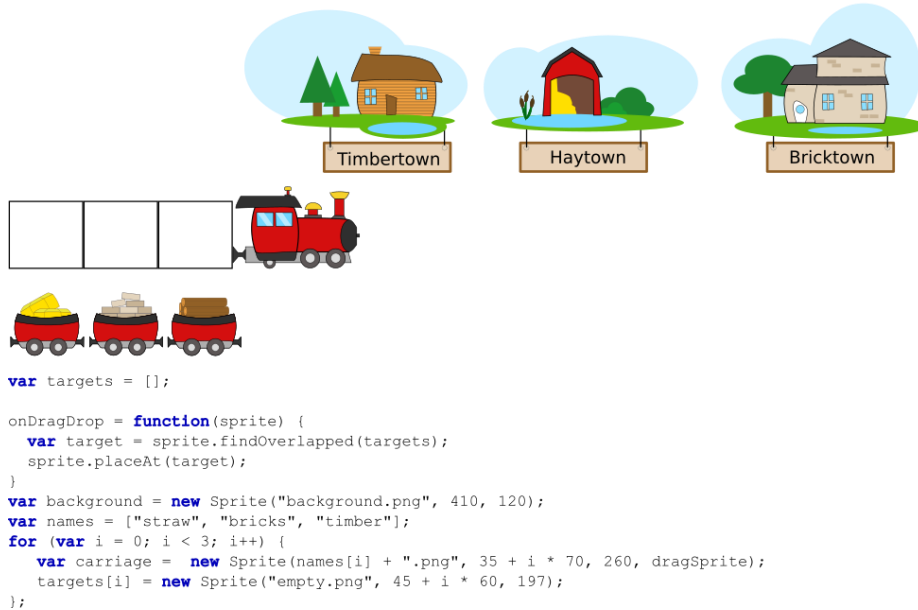 Timbertown Haytown Bricktown
var targets = [];
onDragDrop = function(sprite) {
var target = sprite.findOverlapped(targets);
sprite.placeAt(target);
}
var background = new Sprite("background.png", 410, 120);
var names = ["straw", "bricks", "timber"];
for (var i = 0; i < 3; i++) {
var carriage =  new Sprite(names[i] + ".png", 35 + i * 70, 260, dragSprite);
targets[i] = new Sprite("empty.png", 45 + i * 60, 197);
};